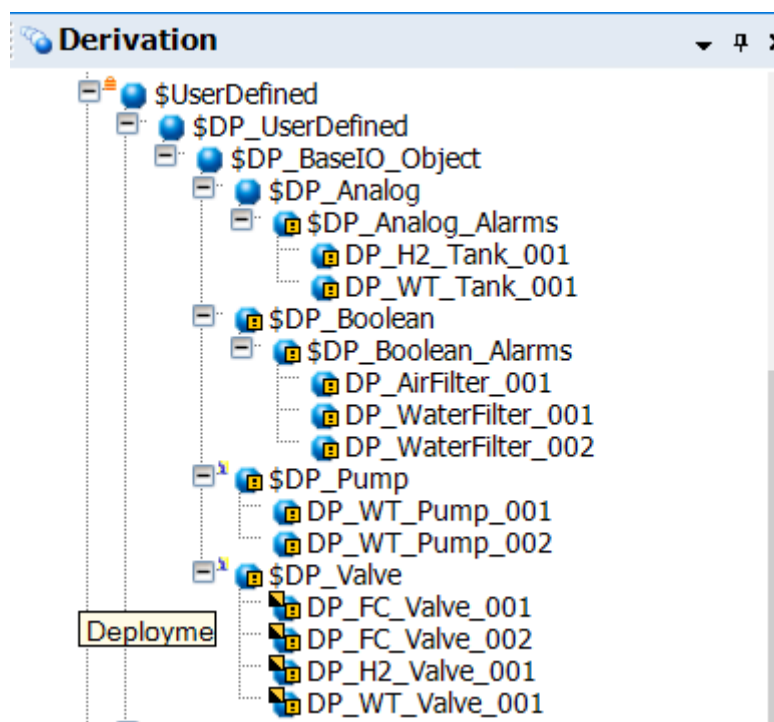 Derivation
$UserDefined
$DP_UserDefined
$DP_BaseIO_Object
$DP_Analog
$DP_Analog_Alarms
DP_H2_Tank_001
DP_WT_Tank_001
$DP_Boolean
$DP_Boolean_Alarms
DP_AirFilter_001
DP_WaterFilter_001
DP_WaterFilter_002
$DP_Pump
DP_WT_Pump_001
DP_WT_Pump_002
$DP_Valve
DP_FC_Valve_001
Deployme
DP_FC_Valve_002
DP_H2_Valve_001
DP_WT_Valve_001